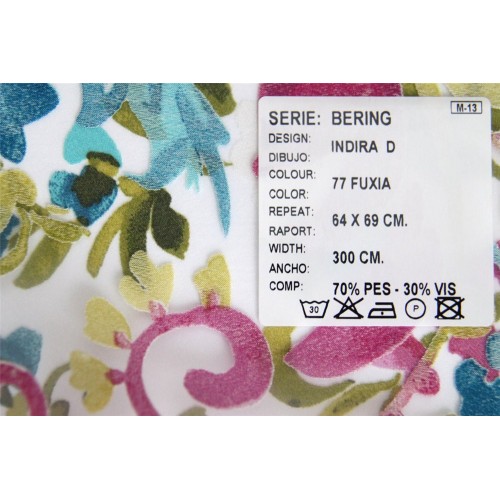 M-13
SERIE: BERING
DESIGN:
DIBUJO: INDIRA D
COLOUR:
COLOR: 77 FUXIA
REPEAT:
RAPORT: 64 X 69 CM.
WIDTH:
ANCHO: 300 CM.
COMP: 70% PES - 30% VIS
30 P